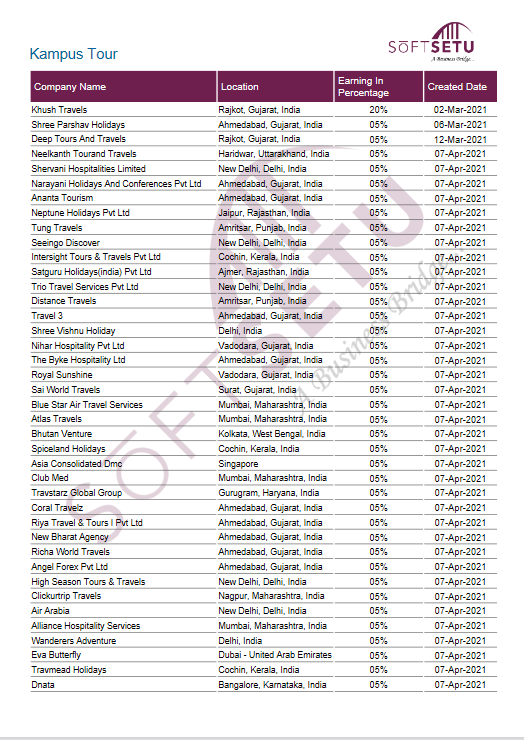 SOFTSETU
A Business Bridge...
Kampus Tour
Company Name Location Earning In Percentage Created Date
Khush Travels Rajkot, Gujarat, India 20% 02-Mar-2021
Shree Parshav Holidays Ahmedabad, Gujarat, India 05% 06-Mar-2021
Deep Tours And Travels Rajkot, Gujarat, India 05% 12-Mar-2021
Neelkanth Tourand Travels Haridwar, Uttarakhand, India 05% 07-Apr-2021
Shervani Hospitalities Limited New Delhi, Delhi, India 05% 07-Apr-2021
Narayani Holidays And Conferences Pvt Ltd Ahmedabad, Gujarat, India 05% 07-Apr-2021
Ananta Tourism Ahmedabad, Gujarat, India 05% 07-Apr-2021
Neptune Holidays Pvt Ltd Jaipur, Rajasthan, India 05% 07-Apr-2021
Tung Travels Amritsar, Punjab, India 05% 07-Apr-2021
Seeingo Discover New Delhi, Delhi, India 05% 07-Apr-2021
Intersight Tours & Travels Pvt Ltd Cochin, Kerala, India 05% 07-Apr-2021
Satguru Holidays(india) Pvt Ltd Ajmer, Rajasthan, India 05% 07-Apr-2021
Trio Travel Services Pvt Ltd New Delhi, Delhi, India 05% 07-Apr-2021
Distance Travels Amritsar, Punjab, India 05% 07-Apr-2021
Travel 3 Ahmedabad, Gujarat, India 05% 07-Apr-2021
Shree Vishnu Holiday Delhi, India 05% 07-Apr-2021
Nihar Hospitality Pvt Ltd Vadodara, Gujarat, India 05% 07-Apr-2021
The Byke Hospitality Ltd Ahmedabad, Gujarat, India 05% 07-Apr-2021
Royal Sunshine Vadodara, Gujarat, India 05% 07-Apr-2021
Sai World Travels Surat, Gujarat, India 05% 07-Apr-2021
Blue Star Air Travel Services Mumbai, Maharashtra, India 05% 07-Apr-2021
Atlas Travels Mumbai, Maharashtra, India 05% 07-Apr-2021
Bhutan Venture Kolkata, West Bengal, India 05% 07-Apr-2021
Spiceland Holidays Cochin, Kerala, India 05% 07-Apr-2021
Asia Consolidated Dmc Singapore 05% 07-Apr-2021
Club Med Mumbai, Maharashtra, India 05% 07-Apr-2021
Travstarz Global Group Gurugram, Haryana, India 05% 07-Apr-2021
Coral Travelz Ahmedabad, Gujarat, India 05% 07-Apr-2021
Riya Travel & Tours I Pvt Ltd Ahmedabad, Gujarat, India 05% 07-Apr-2021
New Bharat Agency Ahmedabad, Gujarat, India 05% 07-Apr-2021
Richa World Travels Ahmedabad, Gujarat, India 05% 07-Apr-2021
Angel Forex Pvt Ltd Ahmedabad, Gujarat, India 05% 07-Apr-2021
High Season Tours & Travels New Delhi, Delhi, India 05% 07-Apr-2021
Clickurtrip Travels Nagpur, Maharashtra, India 05% 07-Apr-2021
Air Arabia New Delhi, Delhi, India 05% 07-Apr-2021
Alliance Hospitality Services Mumbai, Maharashtra, India 05% 07-Apr-2021
Wanderers Adventure Delhi, India 05% 07-Apr-2021
Eva Butterfly Dubai - United Arab Emirates 05% 07-Apr-2021
Travmead Holidays Cochin, Kerala, India 05% 07-Apr-2021
Dnata Bangalore, Karnataka, India 05% 07-Apr-2021
SOFTSETU
A Business Bridge...